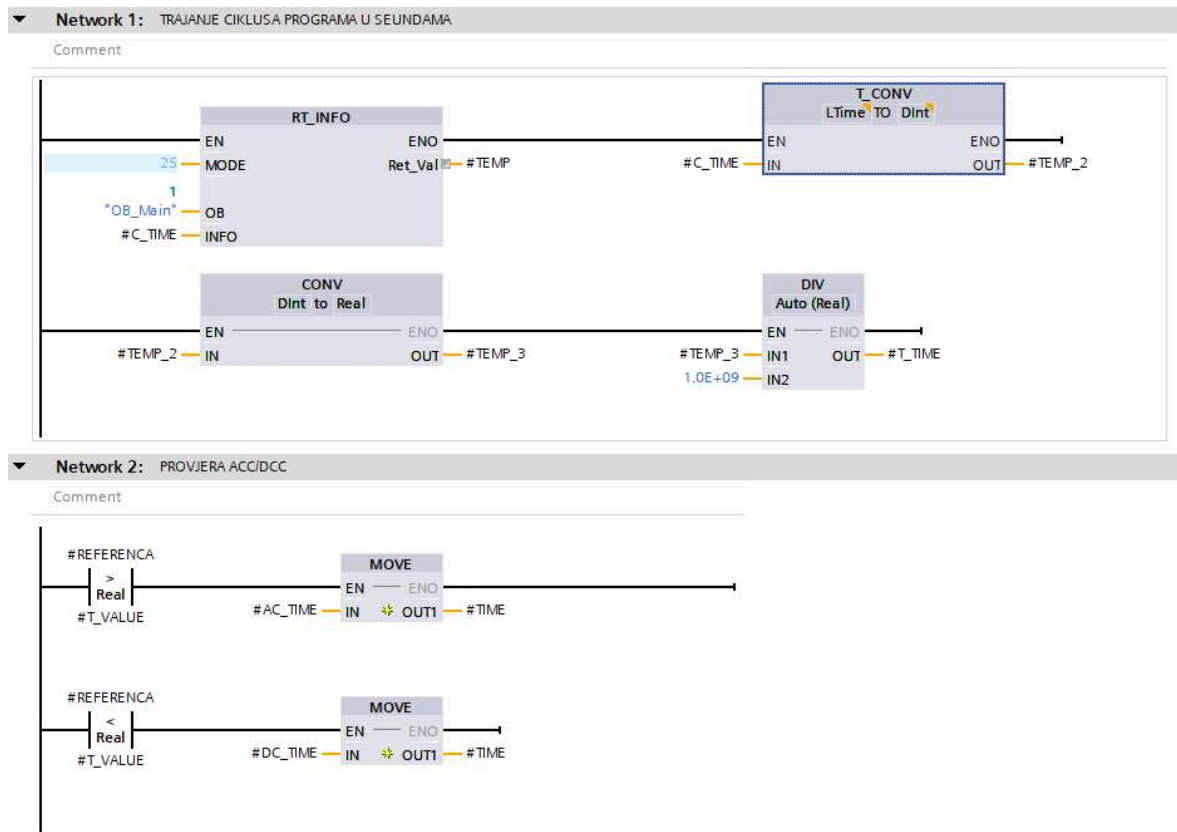 Network 1: TRAJANJE CIKLUSA PROGRAMA U SEUNDAMA
Comment
RT_INFO
EN ENO
25 MODE Ret_Val #TEMP
1
"OB_Main" OB
#C_TIME INFO
T_CONV
LTime TO DInt
EN ENO
#C_TIME IN OUT #TEMP_2
CONV
DInt to Real
EN ENO
#TEMP_2 IN OUT #TEMP_3
DIV
Auto (Real)
EN ENO
#TEMP_3 IN1 OUT #T_TIME
1.0E+09 IN2
Network 2: PROVJERA ACC/DCC
Comment
#REFERENCA
>
Real
#T_VALUE
MOVE
EN ENO
#AC_TIME IN OUT1 #TIME
#REFERENCA
<
Real
#T_VALUE
MOVE
EN ENO
#DC_TIME IN OUT1 #TIME